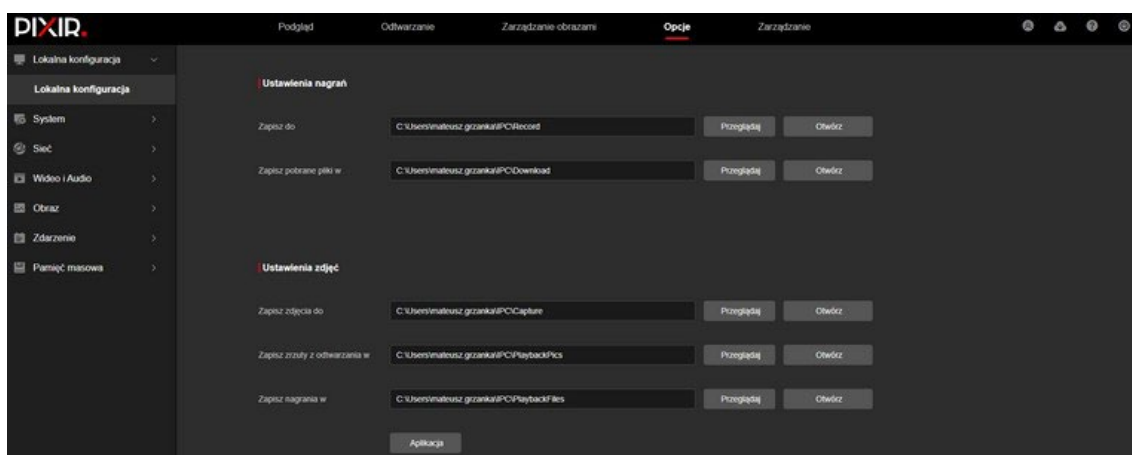 PIXIR.
Podgląd Odtwarzanie Zarządzanie obrazami Opcje Zarządzanie
Lokalna konfiguracja
Lokalna konfiguracja
System
Sieć
Wideo i Audio
Obraz
Zdarzenie
Pamięć masowa
Ustawienia nagrań
Zapisz do C:\Users\mateusz.grzanka\IPC\Record Przeglądaj Otwórz
Zapisz pobrane pliki w C:\Users\mateusz.grzanka\IPC\Download Przeglądaj Otwórz
Ustawienia zdjęć
Zapisz zdjęcia do C:\Users\mateusz.grzanka\IPC\Capture Przeglądaj Otwórz
Zapisz zrzuty z odtwarzania w C:\Users\mateusz.grzanka\IPC\PlaybackPics Przeglądaj Otwórz
Zapisz nagrania w C:\Users\mateusz.grzanka\IPC\PlaybackFiles Przeglądaj Otwórz
Aplikacja